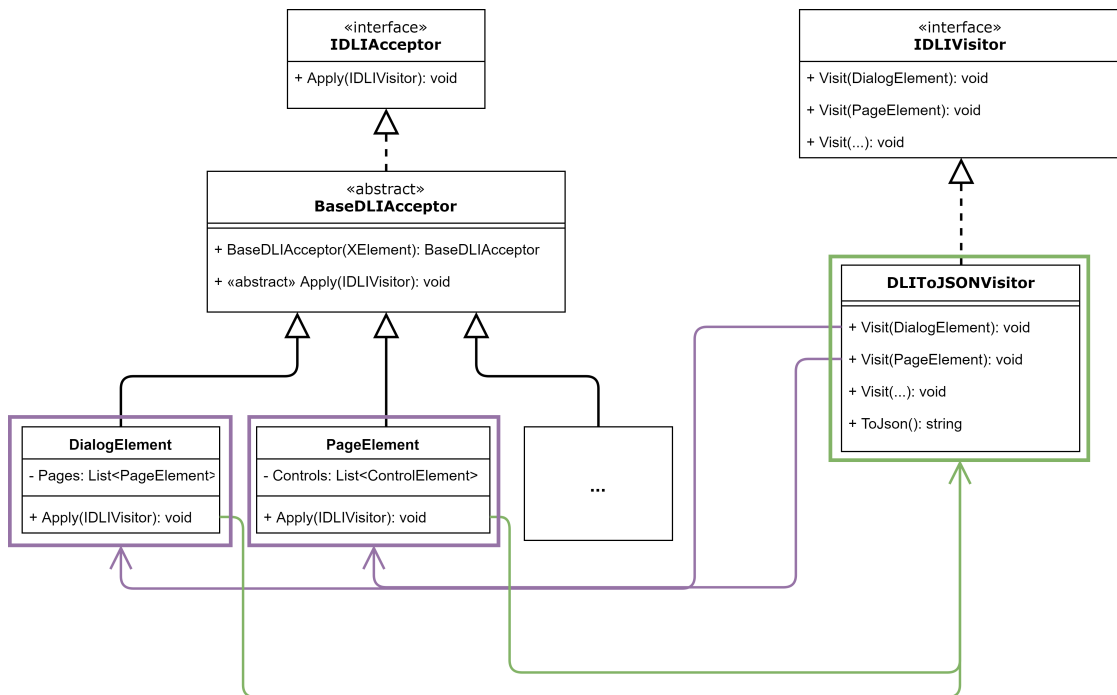 «interface»
IDLIAcceptor
+ Apply(IDLIVisitor): void
«interface»
IDLIVisitor
+ Visit(DialogElement): void
+ Visit(PageElement): void
+ Visit(...): void
«abstract»
BaseDLIAcceptor
+ BaseDLIAcceptor(XElement): BaseDLIAcceptor
+ «abstract» Apply(IDLIVisitor): void
DLIToJSONVisitor
+ Visit(DialogElement): void
+ Visit(PageElement): void
+ Visit(...): void
+ ToJson(): string
DialogElement
- Pages: List<PageElement>
+ Apply(IDLIVisitor): void
PageElement
- Controls: List<ControlElement>
+ Apply(IDLIVisitor): void
...